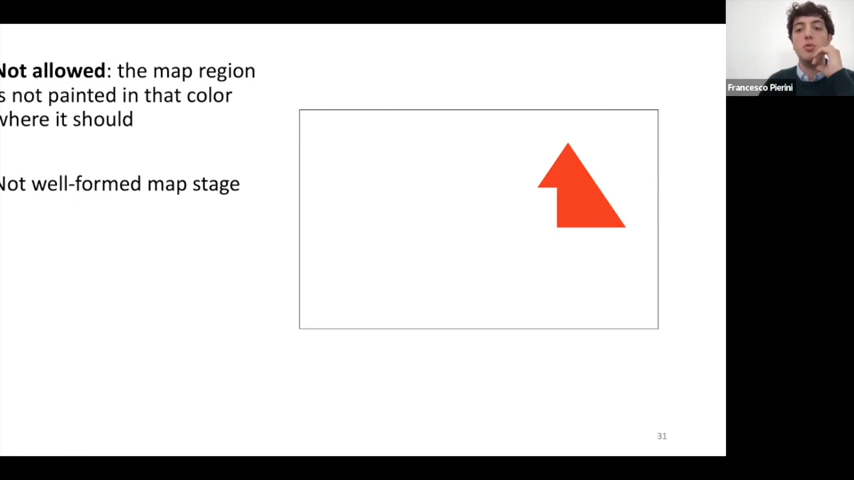 Not allowed: the map region
is not painted in that color
where it should
Not well-formed map stage
Francesco Pierini
31